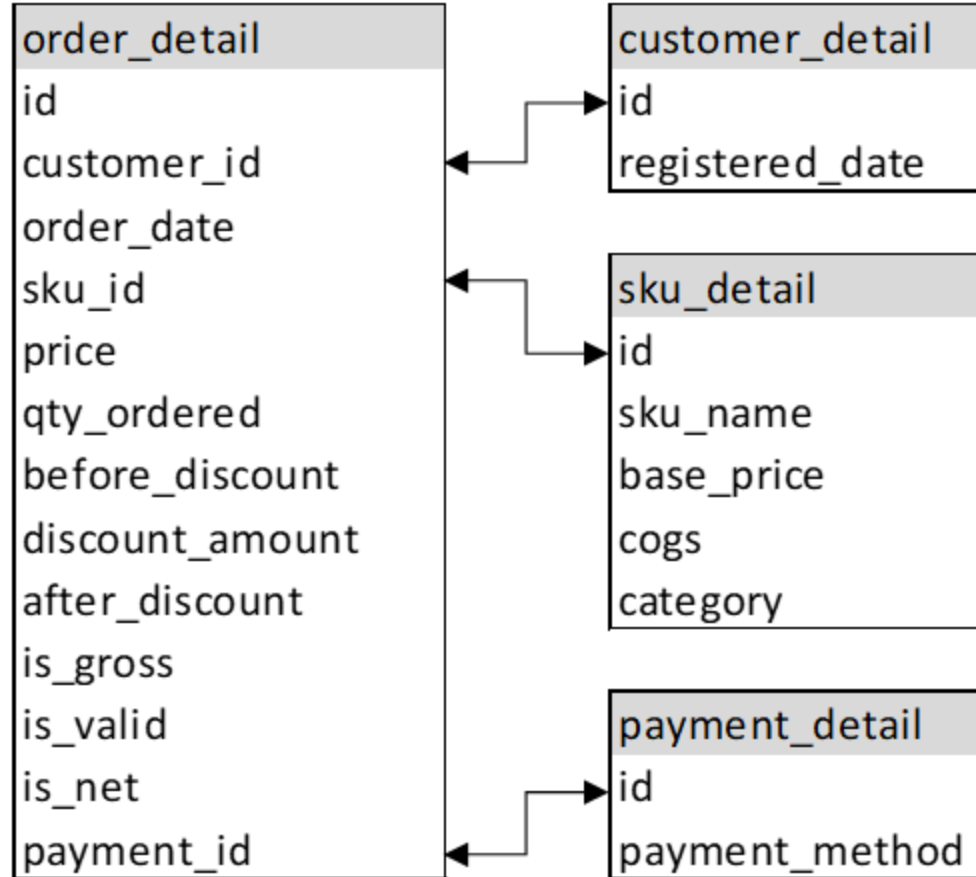 order_detail
id
customer_id
order_date
sku_id
price
qty_ordered
before_discount
discount_amount
after_discount
is_gross
is_valid
is_net
payment_id
customer_detail
id
registered_date
sku_detail
id
sku_name
base_price
cogs
category
payment_detail
id
payment_method